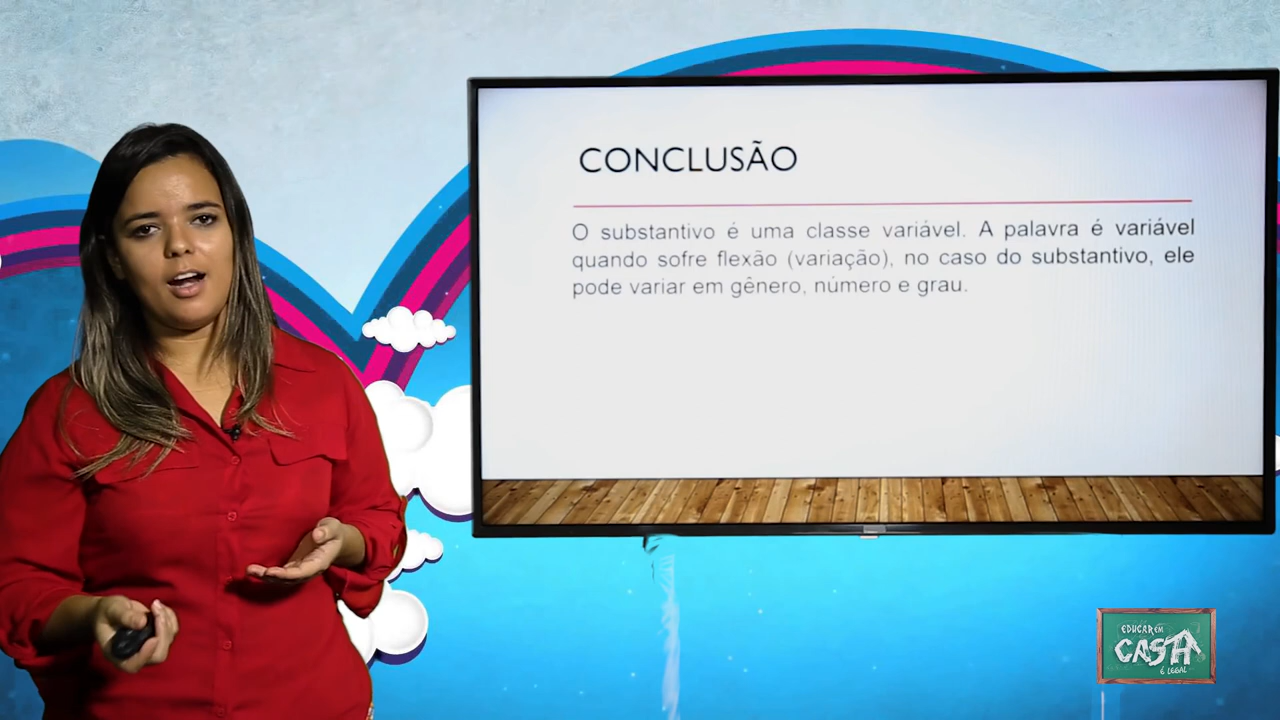 CONCLUSÃO
O substantivo é uma classe variável. A palavra é variável
quando sofre flexão (variação), no caso do substantivo, ele
pode variar em gênero, número e grau.
EDUCAR EM
CASA
É LEGAL